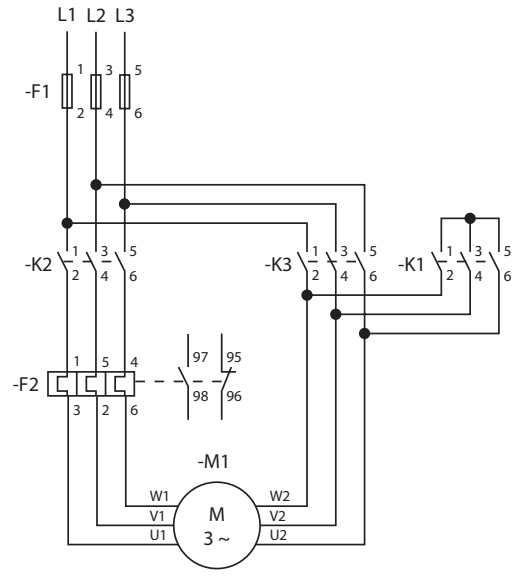 L1 L2 L3
-F1 1 3 5
2 4 6
-K2 1 3 5
2 4 6
-K3 1 3 5
2 4 6
-K1 1 3 5
2 4 6
-F2 1 5 4
3 2 6
97 95
98 96
-M1
W1 W2
V1 M V2
U1 3 ~ U2